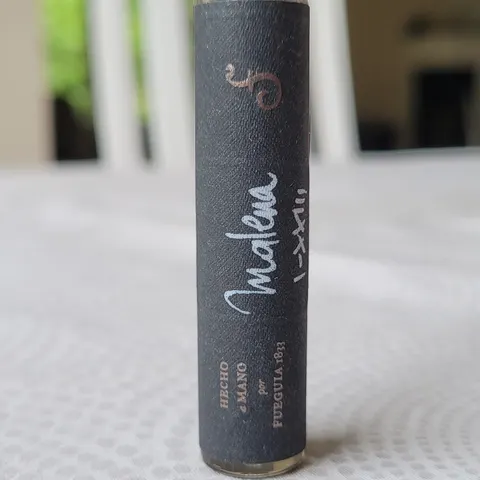 Malena
I-XXIII
HECHO
a MANO
por
FUEGUIA 1833